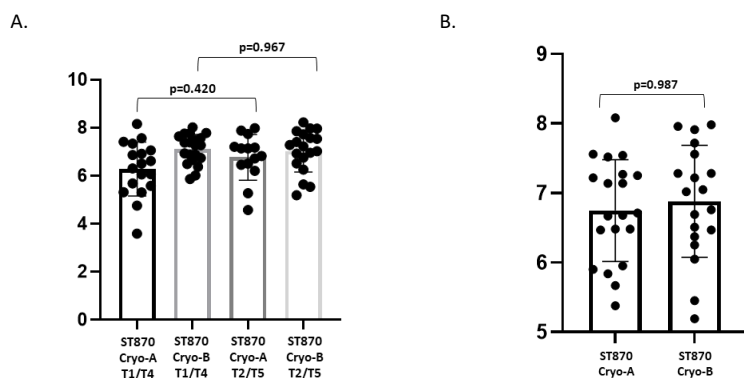 A.
p=0.967
p=0.420
10
8
6
4
2
0
ST870 Cryo-A T1/T4
ST870 Cryo-B T1/T4
ST870 Cryo-A T2/T5
ST870 Cryo-B T2/T5
B.
p=0.987
9
8
7
6
5
ST870 Cryo-A
ST870 Cryo-B